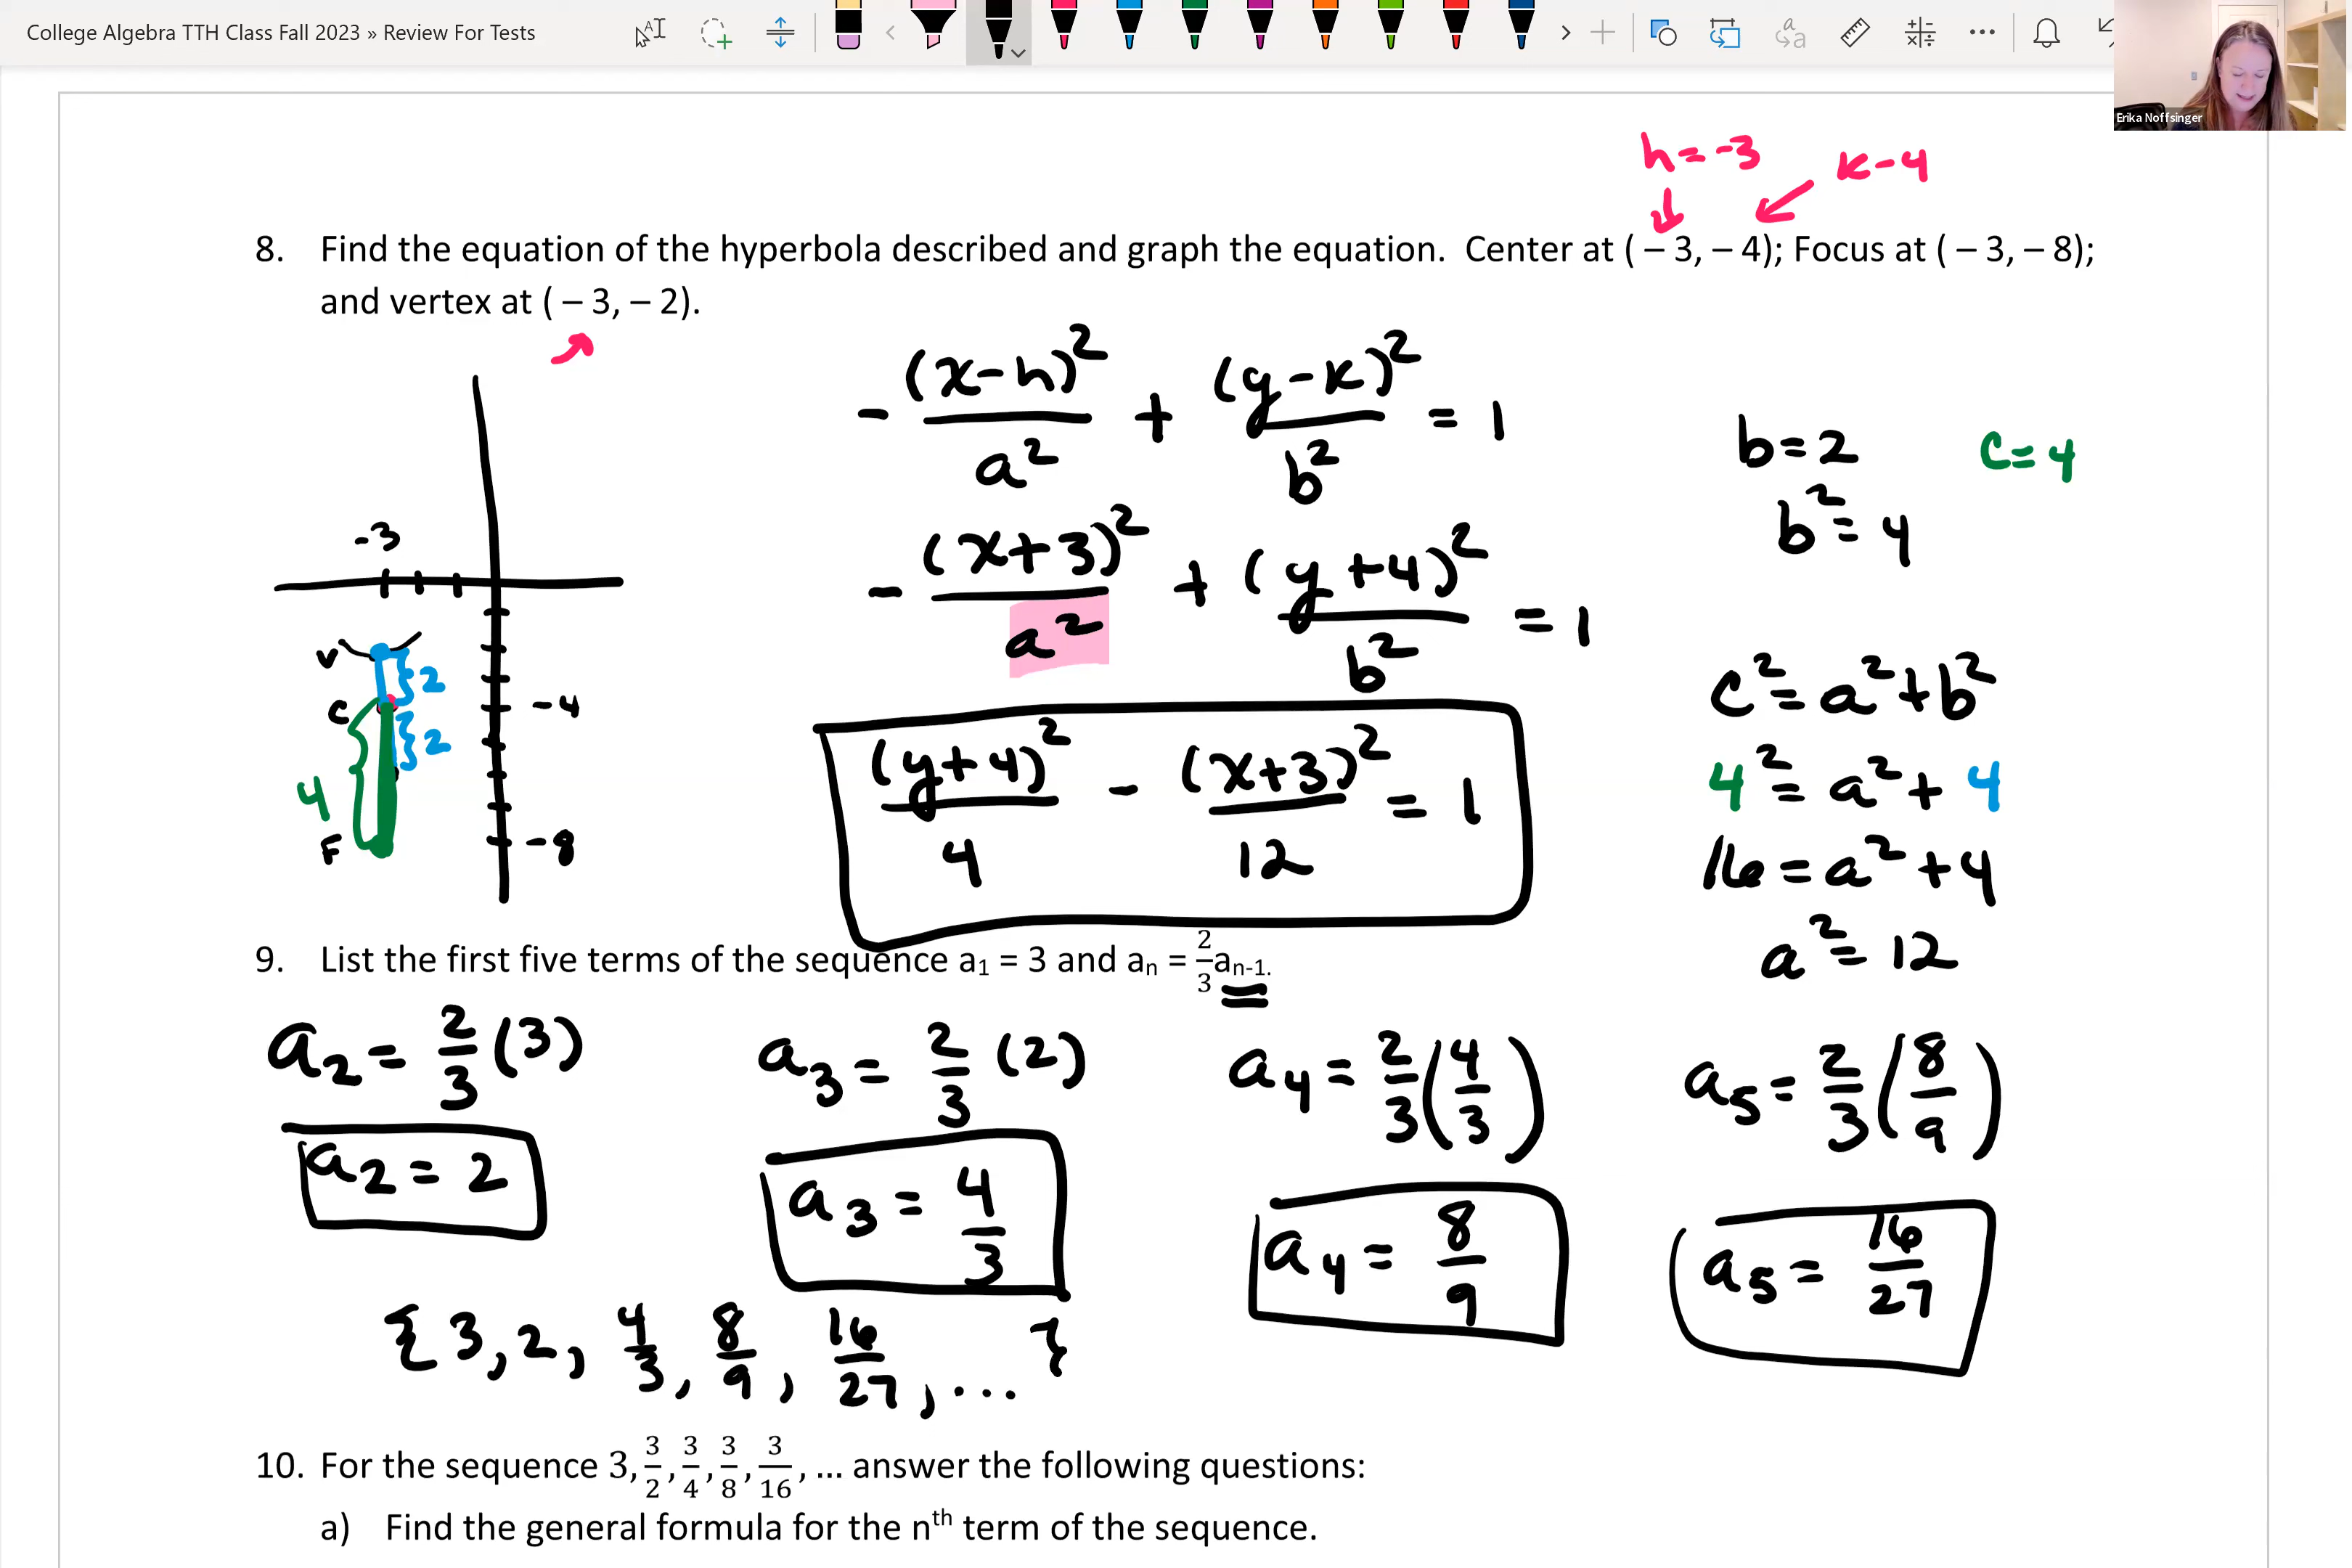 College Algebra TTH Class Fall 2023 » Review For Tests
Erika Noffsinger
h = -3
k - 4
8. Find the equation of the hyperbola described and graph the equation. Center at ( – 3, – 4); Focus at ( – 3, – 8);
and vertex at ( – 3, – 2).
-(x-h)²/a² + (y-k)²/b² = 1
b = 2
c = 4
b² = 4
-(x+3)²/a² + (y+4)²/b² = 1
-3
V
2
C
2
-4
4
F
-8
c² = a² + b²
4² = a² + 4
16 = a² + 4
a² = 12
(y+4)²/4 - (x+3)²/12 = 1
9. List the first five terms of the sequence a₁ = 3 and aₙ = 2/3 aₙ₋₁.
a₂ = 2/3 (3)
a₃ = 2/3 (2)
a₄ = 2/3 (4/3)
a₅ = 2/3 (8/9)
a₂ = 2
a₃ = 4/3
a₄ = 8/9
a₅ = 16/27
{3, 2, 4/3, 8/9, 16/27, ...}
10. For the sequence 3, 3/2, 3/4, 3/8, 3/16, ... answer the following questions:
a) Find the general formula for the nᵗʰ term of the sequence.